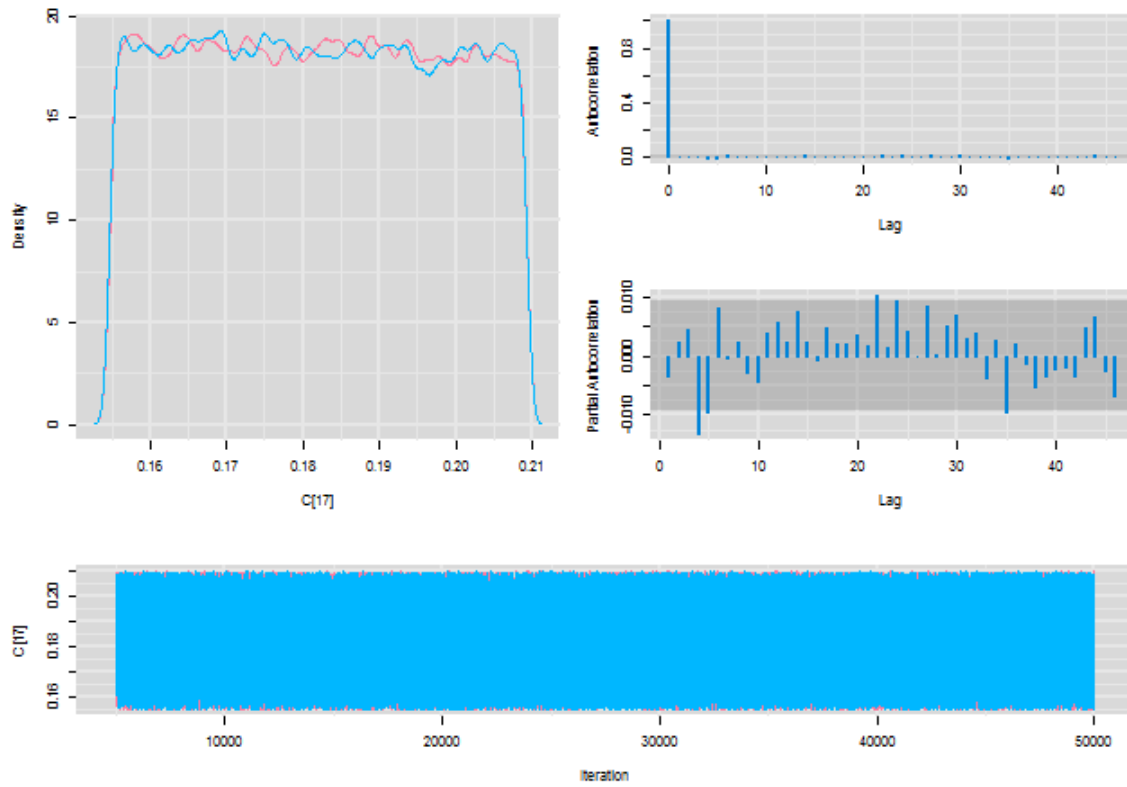 Density
20
15
10
5
0
0.16 0.17 0.18 0.19 0.20 0.21
C[17]
Autocorrelation
0.8
0.4
0.0
0 10 20 30 40
Lag
Partial Autocorrelation
0.010
0.000
-0.010
0 10 20 30 40
Lag
C[17]
0.20
0.18
0.16
10000 20000 30000 40000 50000
Iteration